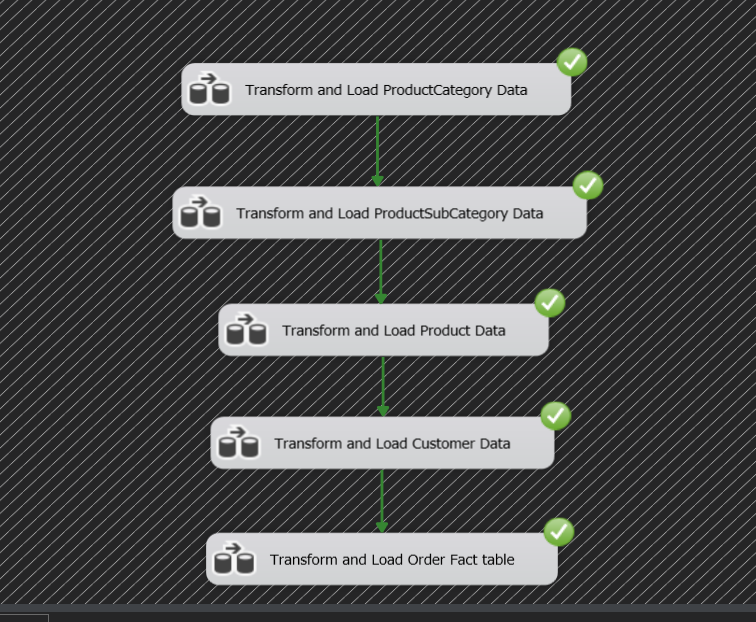 Transform and Load ProductCategory Data
Transform and Load ProductSubCategory Data
Transform and Load Product Data
Transform and Load Customer Data
Transform and Load Order Fact table